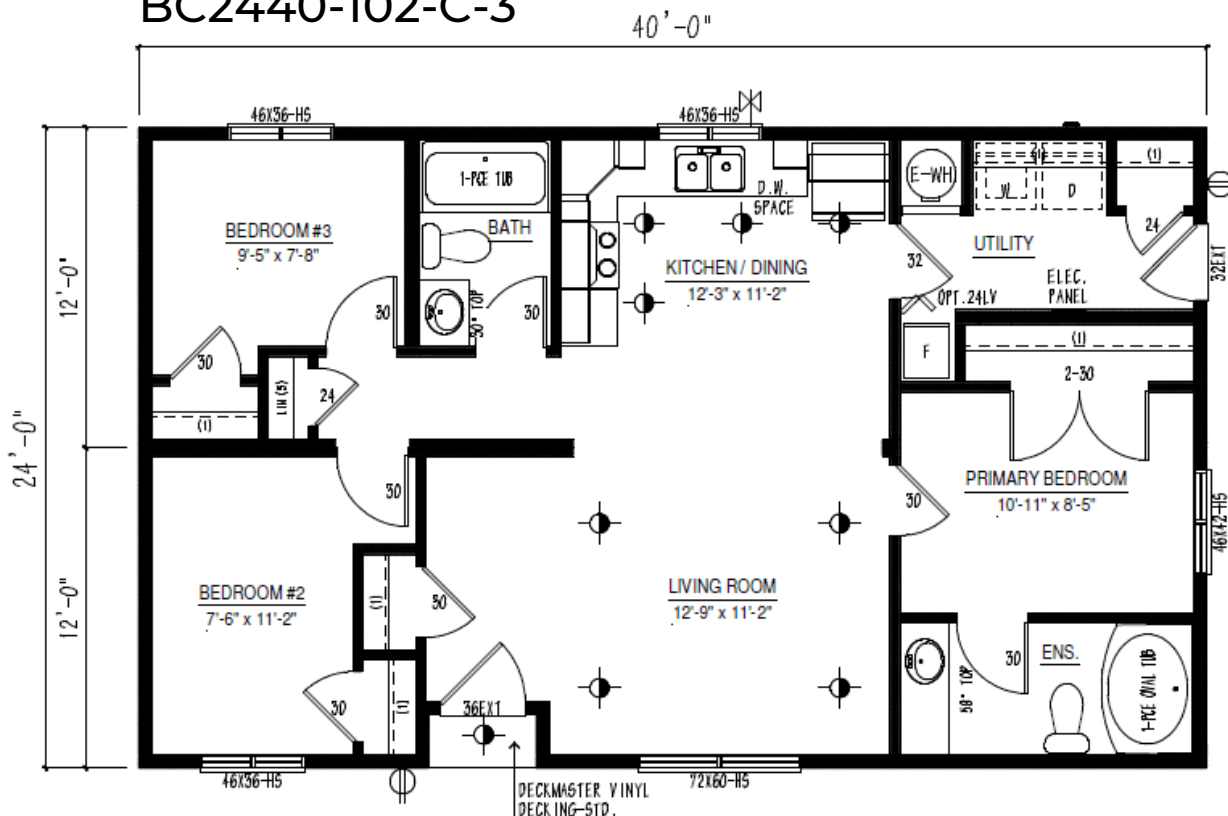 BC2440-102-C-3
40'-0"
46X36-HS
46X36-HS
1-PCE TUB
E-WH
W
D
(1)
(1)
D.W.
SPACE
BEDROOM #3
9'-5" x 7'-8"
BATH
24
UTILITY
32
KITCHEN / DINING
12'-3" x 11'-2"
32EXT
ELEC.
PANEL
OPT.24LV
12'-0"
30
30" TOP
30
F
(1)
30
2-30
LIN (5)
24
(1)
24'-0"
PRIMARY BEDROOM
10'-11" x 8'-5"
30
30
46X42-HS
12'-0"
BEDROOM #2
7'-6" x 11'-2"
(1)
30
LIVING ROOM
12'-9" x 11'-2"
30
ENS.
58" TOP
1-PCE OVAL TUB
30
(1)
36EXT
46X36-HS
72X60-HS
DECKMASTER VINYL
DECKING-STD.